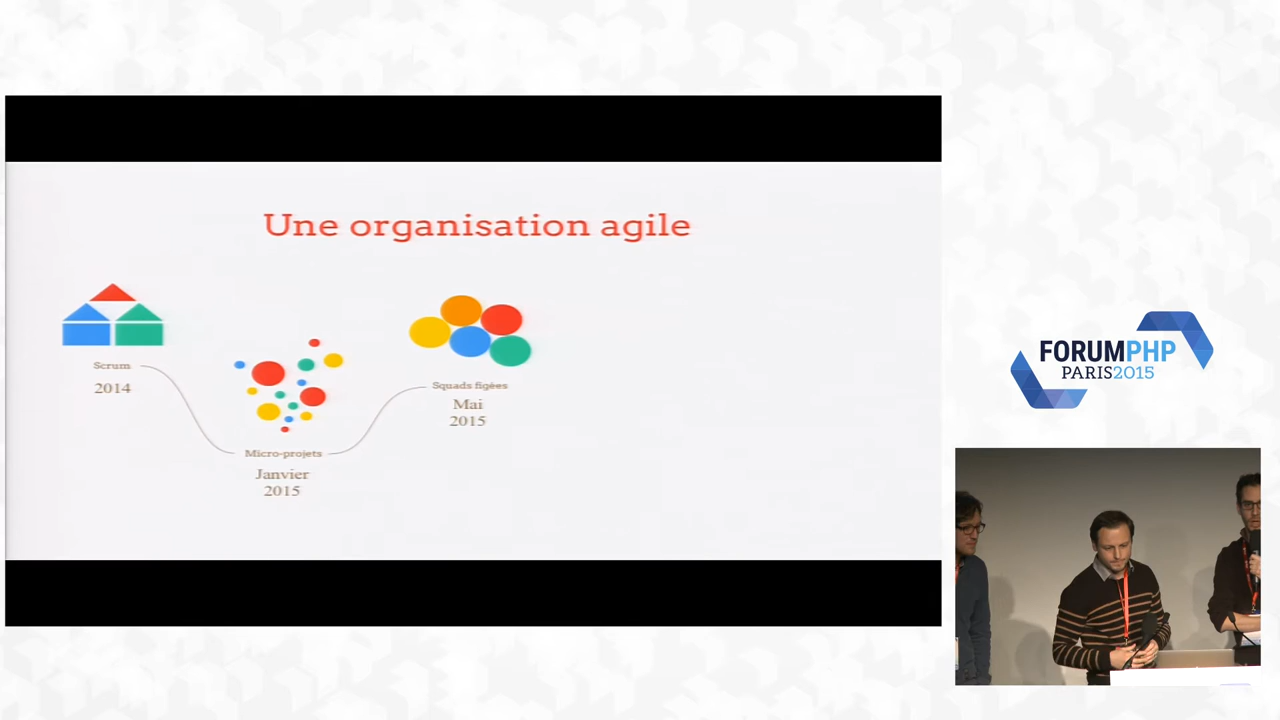 Une organisation agile
Scrum
2014
Micro-projets
Janvier
2015
Squads figées
Mai
2015
FORUMPHP
PARIS2015